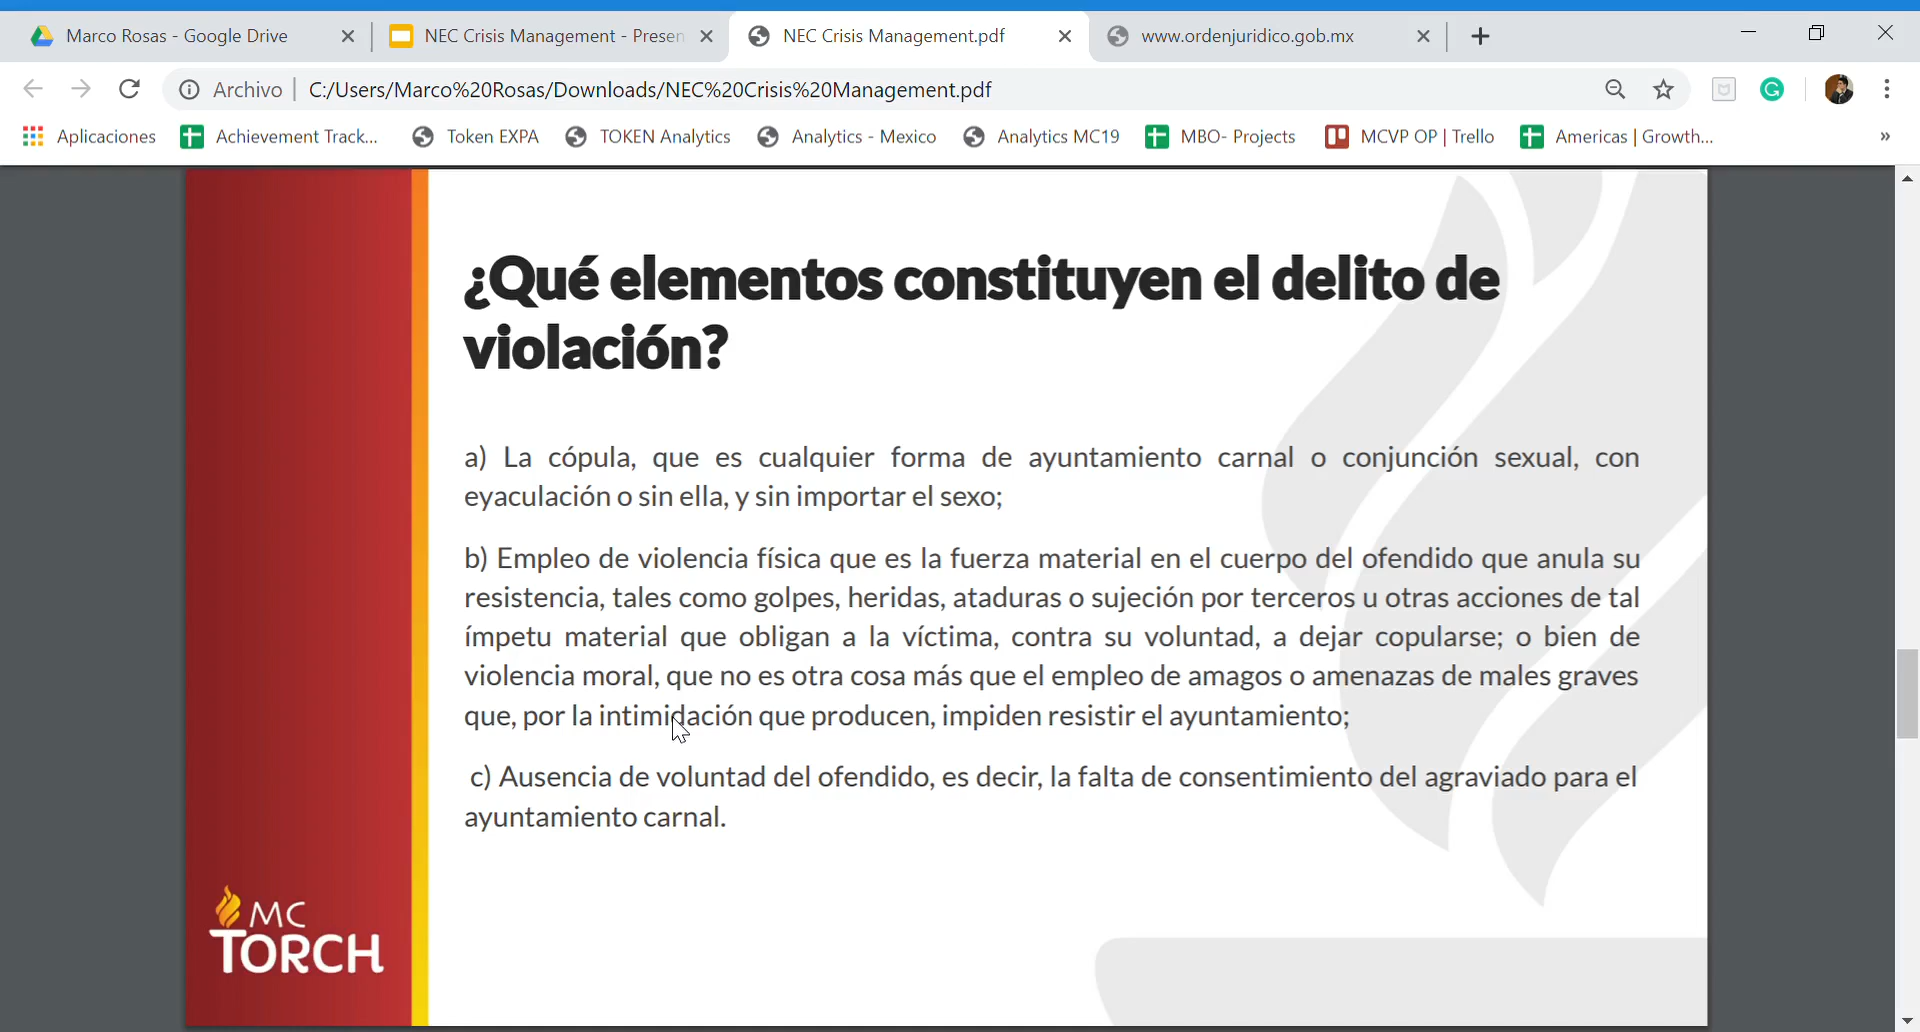 Marco Rosas - Google Drive
NEC Crisis Management - Presen
NEC Crisis Management.pdf
www.ordenjuridico.gob.mx
Archivo
C:/Users/Marco%20Rosas/Downloads/NEC%20Crisis%20Management.pdf
Aplicaciones
Achievement Track...
Token EXPA
TOKEN Analytics
Analytics - Mexico
Analytics MC19
MBO- Projects
MCVP OP | Trello
Americas | Growth...
»
¿Qué elementos constituyen el delito de
violación?
a) La cópula, que es cualquier forma de ayuntamiento carnal o conjunción sexual, con
eyaculación o sin ella, y sin importar el sexo;
b) Empleo de violencia física que es la fuerza material en el cuerpo del ofendido que anula su
resistencia, tales como golpes, heridas, ataduras o sujeción por terceros u otras acciones de tal
ímpetu material que obligan a la víctima, contra su voluntad, a dejar copularse; o bien de
violencia moral, que no es otra cosa más que el empleo de amagos o amenazas de males graves
que, por la intimidación que producen, impiden resistir el ayuntamiento;
c) Ausencia de voluntad del ofendido, es decir, la falta de consentimiento del agraviado para el
ayuntamiento carnal.
MC
TORCH